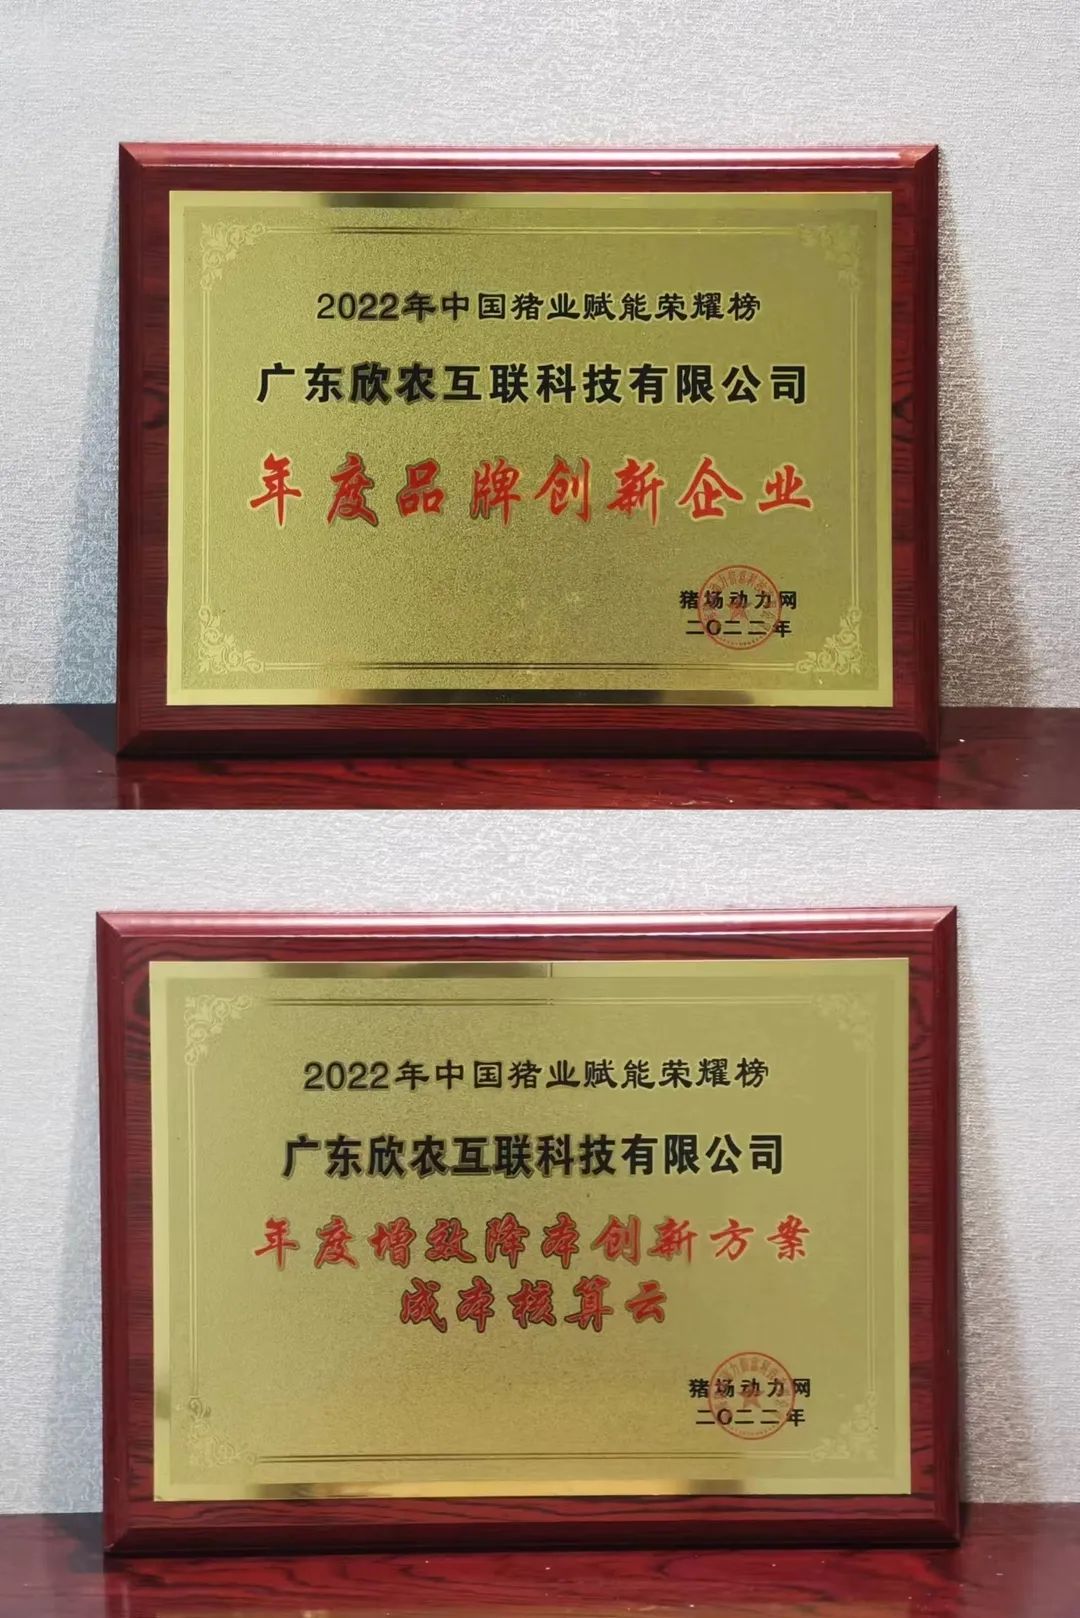 2022年中国猪业赋能荣耀榜
广东欣农互联科技有限公司
年度品牌创新企业
猪场动力网
二〇二二年
2022年中国猪业赋能荣耀榜
广东欣农互联科技有限公司
年度增效降本创新方案
成本核算云
猪场动力网
二〇二二年